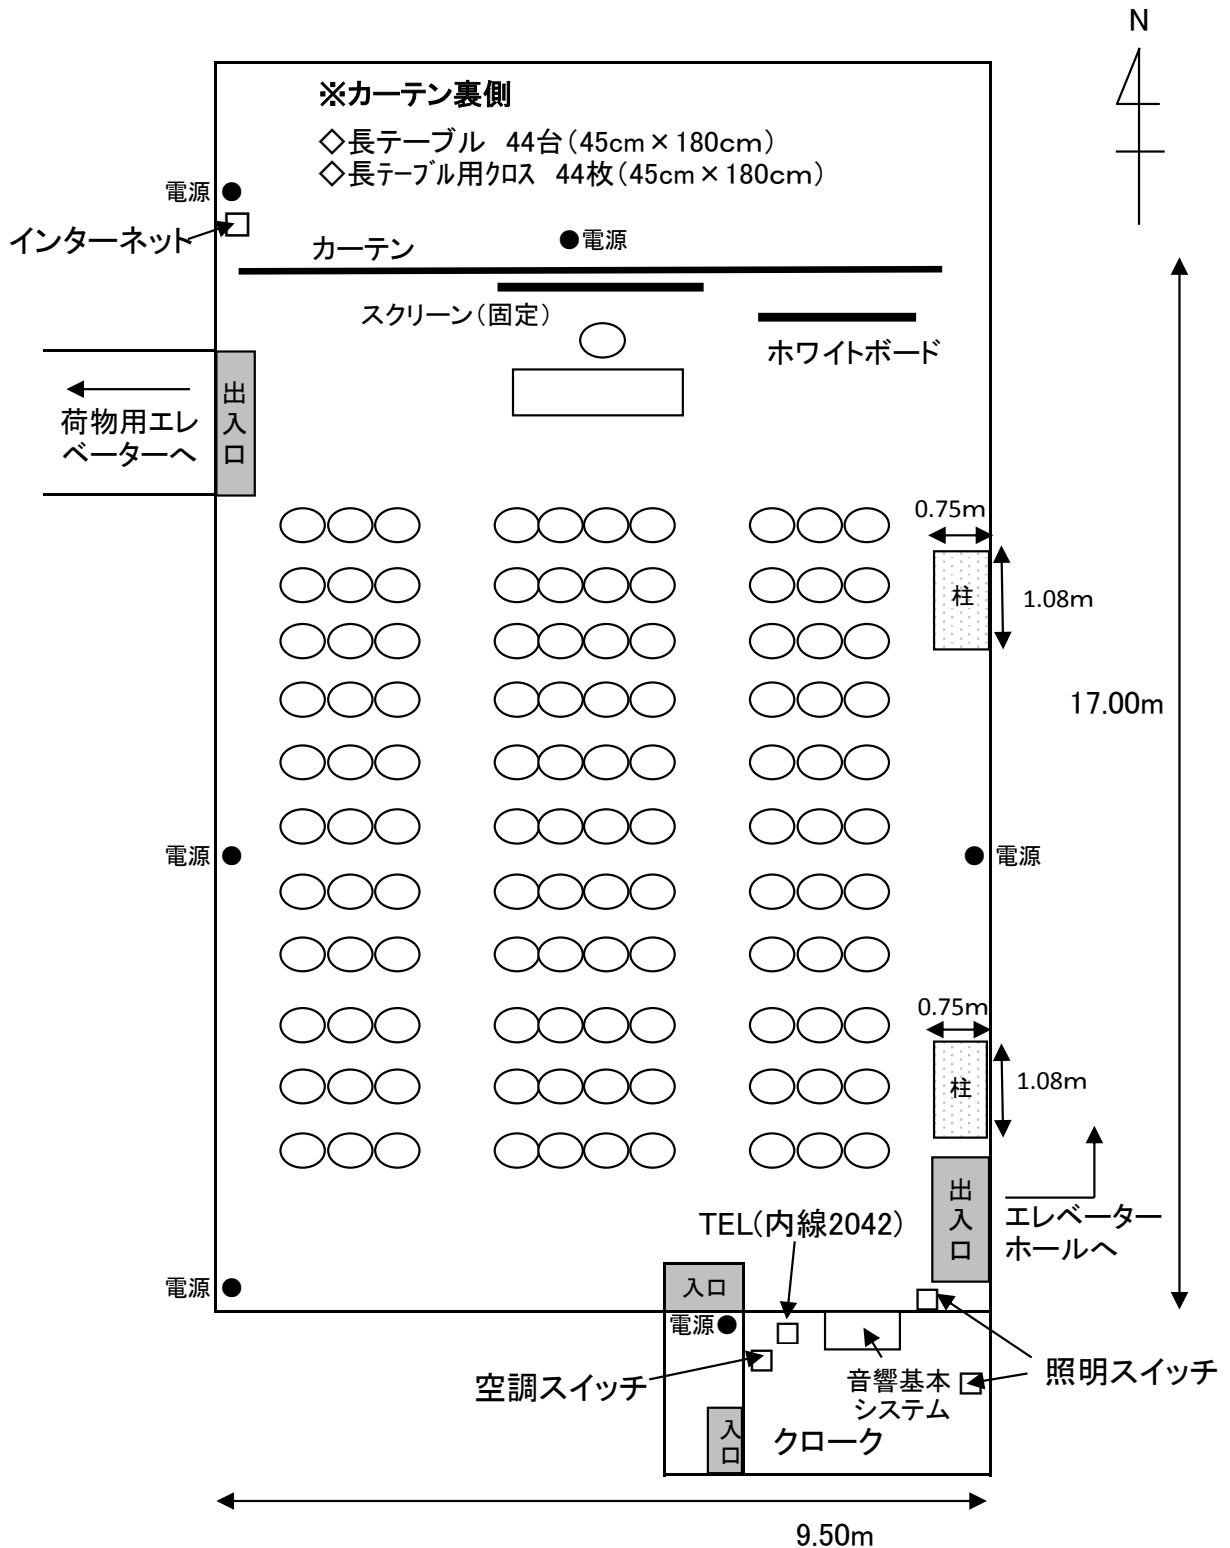 N
※カーテン裏側
◇長テーブル 44台(45cm×180cm)
◇長テーブル用クロス 44枚(45cm×180cm)
電源
インターネット
カーテン
電源
スクリーン(固定)
ホワイトボード
出
入
口
荷物用エレ
ベーターへ
0.75m
柱
1.08m
17.00m
電源
電源
0.75m
柱
1.08m
出
入
口
エレベーター
ホールへ
TEL(内線2042)
電源
入口
電源
空調スイッチ
音響基本
システム
照明スイッチ
入
口
クローク
9.50m